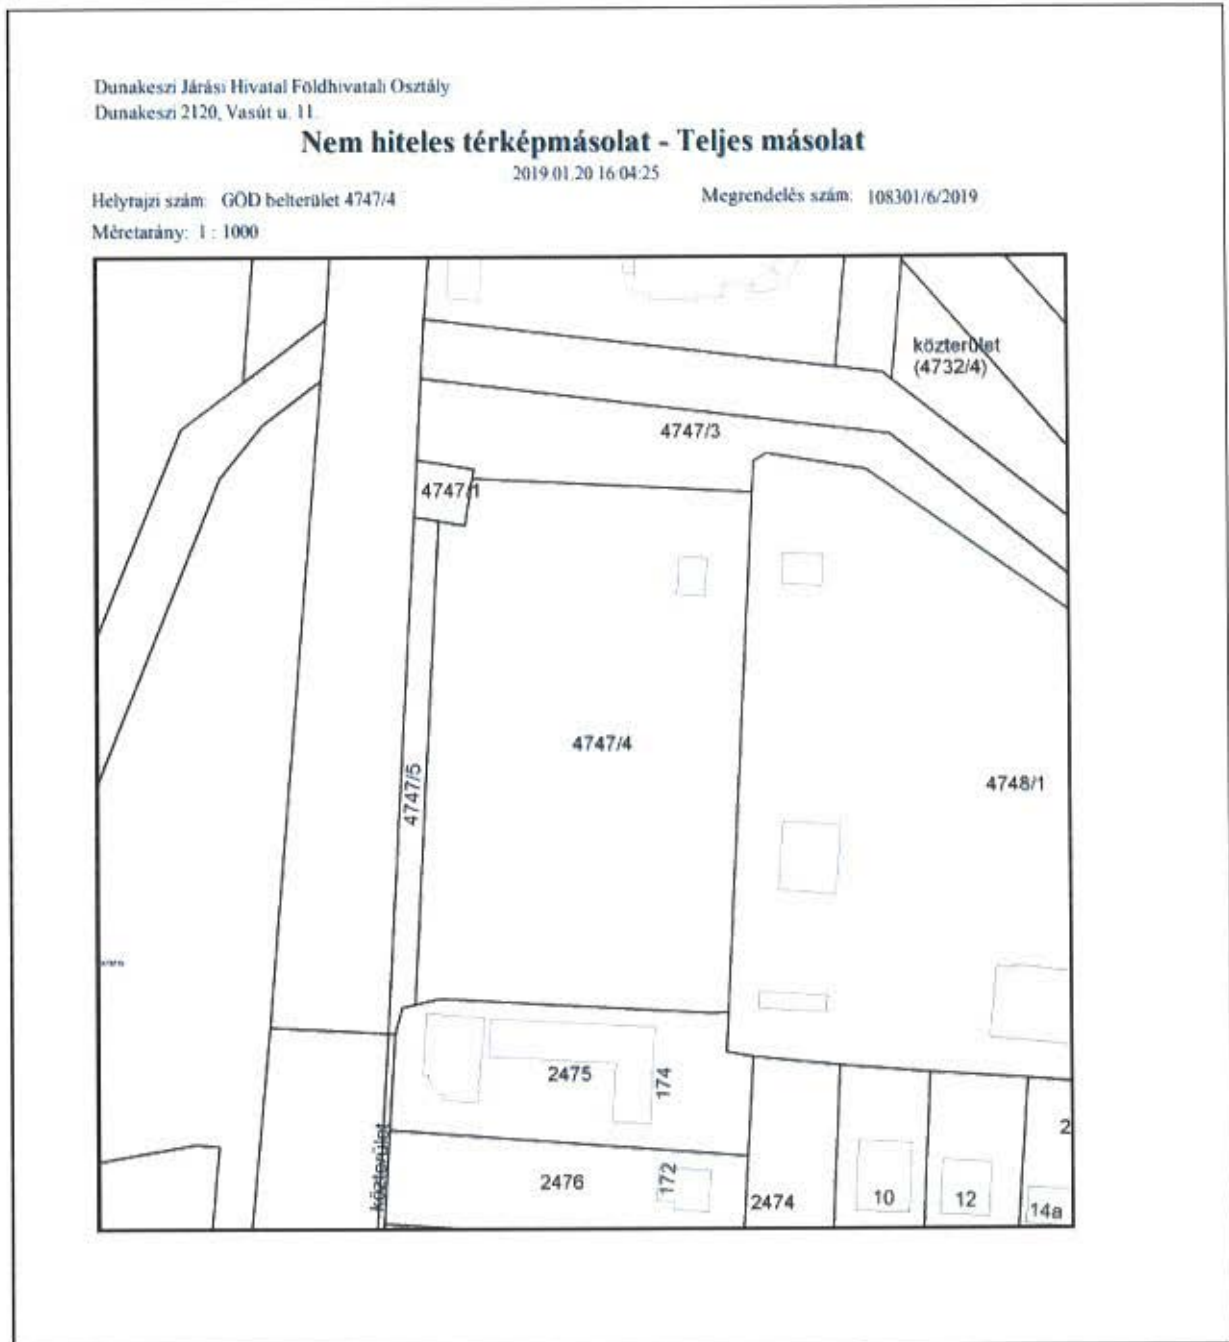 Dunakeszi Járási Hivatal Földhivatali Osztály
Dunakeszi 2120, Vasút u. 11.
Nem hiteles térképmásolat - Teljes másolat
2019.01.20 16:04:25
Helyrajzi szám: GÖD belterület 4747/4
Megrendelés szám: 108301/6/2019
Méretarány: 1 : 1000
közterület
(4732/4)
4747/3
4747/1
4747/4
4747/5
4748/1
2475
174
közterület
2476
172
2474
10
12
14a
2